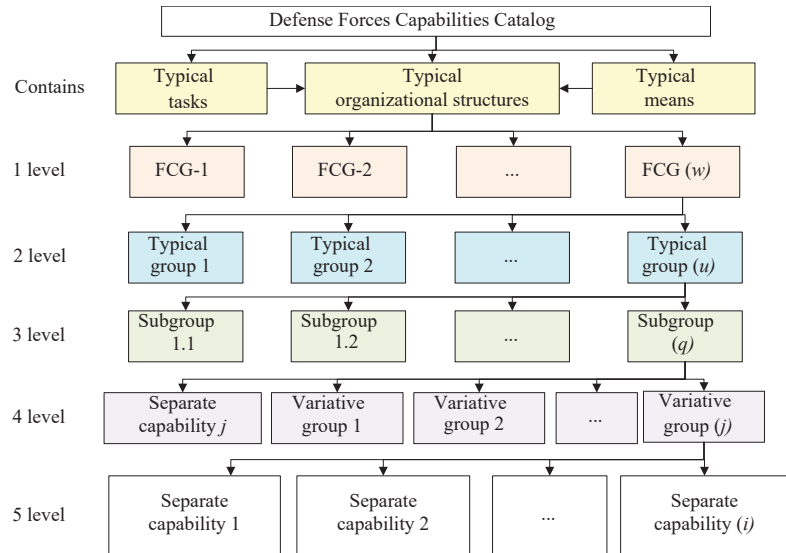 Defense Forces Capabilities Catalog
Contains
Typical
tasks
Typical
organizational structures
Typical
means
1 level
FCG-1
FCG-2
...
FCG (w)
2 level
Typical
group 1
Typical
group 2
...
Typical
group (u)
3 level
Subgroup
1.1
Subgroup
1.2
...
Subgroup
(q)
4 level
Separate
capability j
Variative
group 1
Variative
group 2
...
Variative
group (j)
5 level
Separate
capability 1
Separate
capability 2
...
Separate
capability (i)